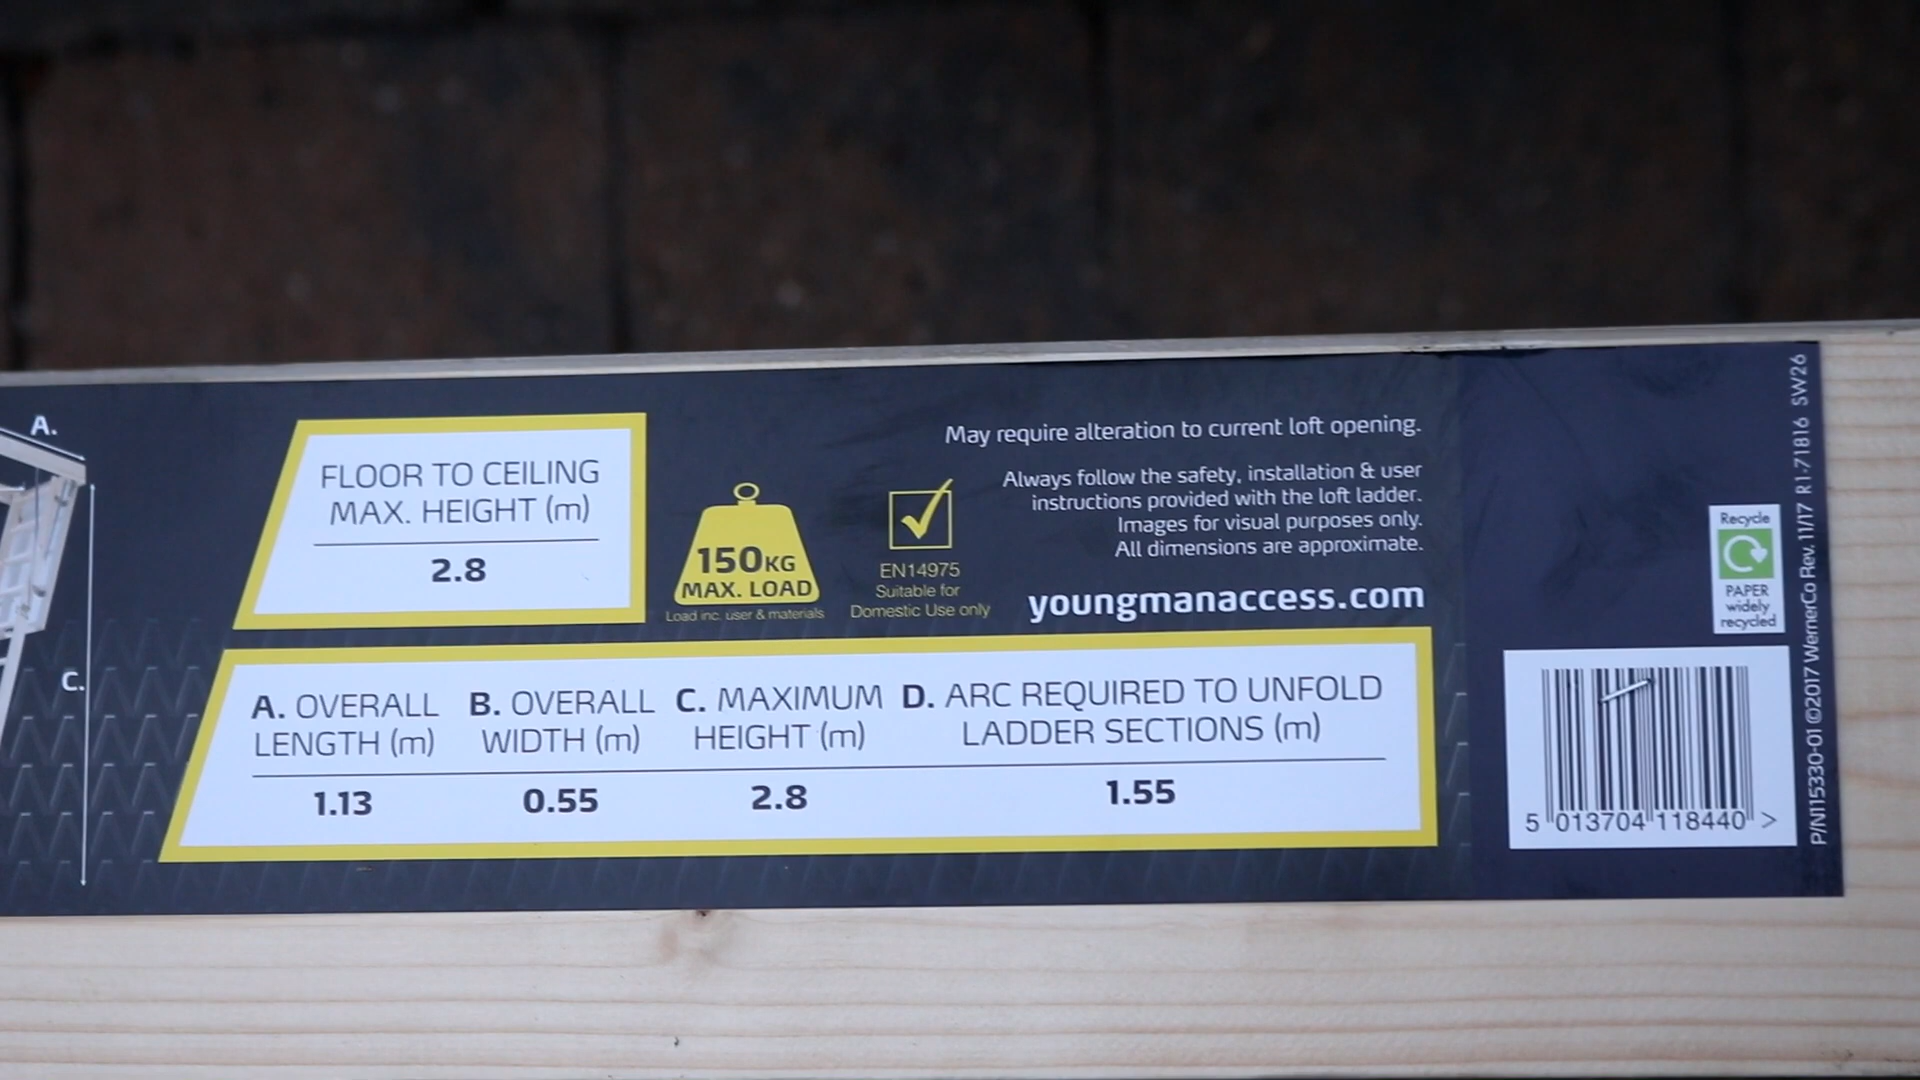 A.
C.
FLOOR TO CEILING
MAX. HEIGHT (m)
2.8
150KG
MAX. LOAD
Load inc. user & materials
EN14975
Suitable for
Domestic Use only
May require alteration to current loft opening.
Always follow the safety, installation & user
instructions provided with the loft ladder.
Images for visual purposes only.
All dimensions are approximate.
youngmanaccess.com
A. OVERALL LENGTH (m)
1.13
B. OVERALL WIDTH (m)
0.55
C. MAXIMUM HEIGHT (m)
2.8
D. ARC REQUIRED TO UNFOLD
LADDER SECTIONS (m)
1.55
Recycle
PAPER
widely
recycled
5 013704 118440 >
P/N115330-01 ©2017 WernerCo Rev. 11/17 R1-71816 SW26